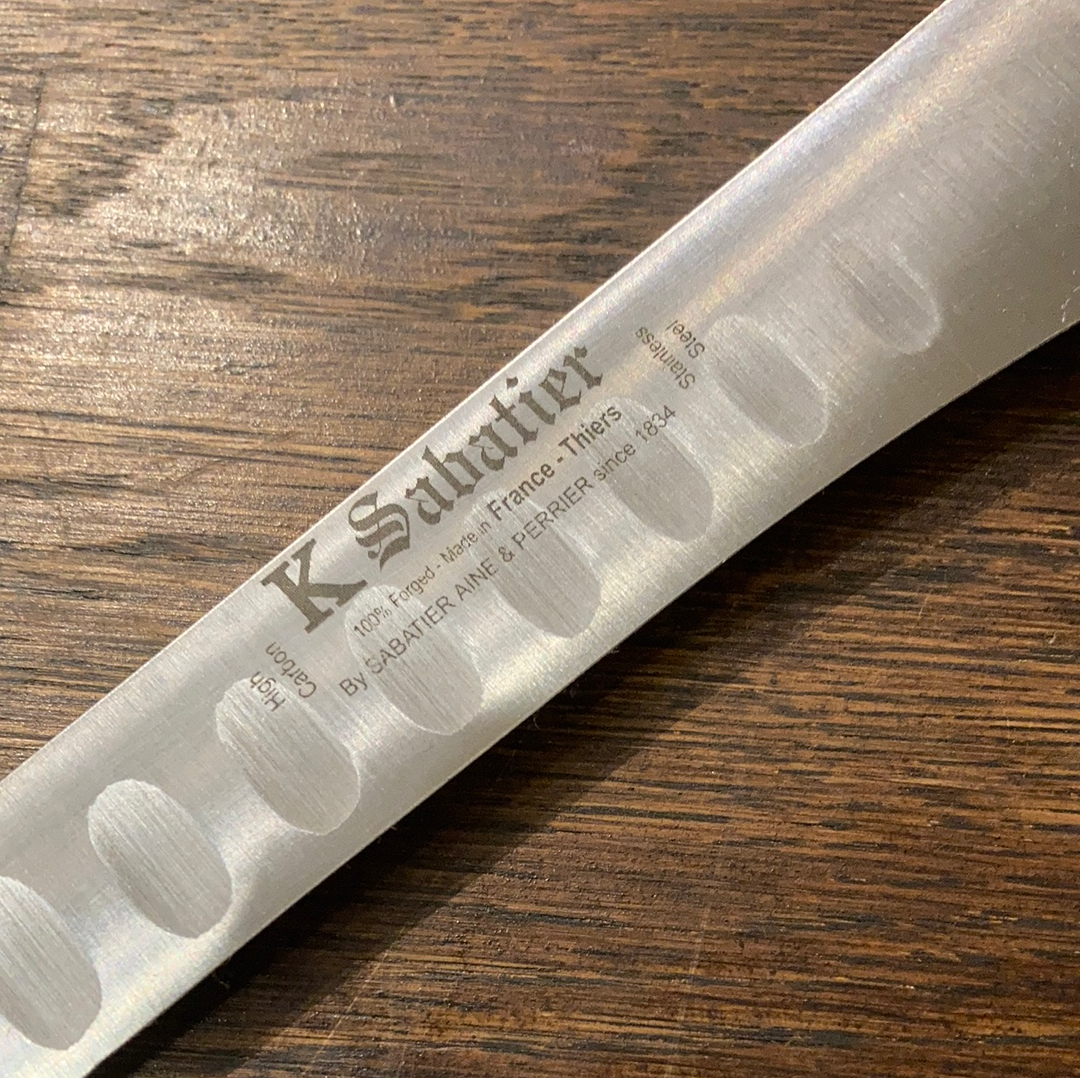 K Sabatier
100% Forged - Made in France - Thiers
By SABATIER AINE & PERRIER since 1834
High
Carbon
Stainless
Steel